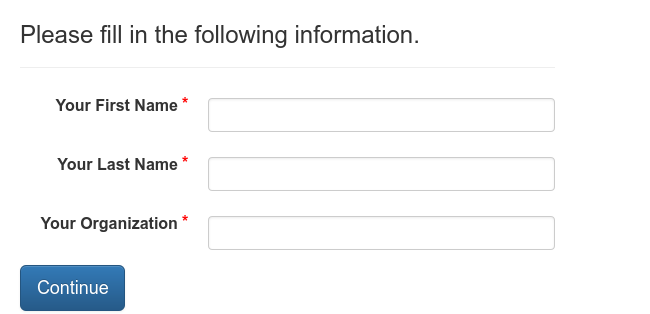 Please fill in the following information.
Your First Name *
Your Last Name *
Your Organization *
Continue